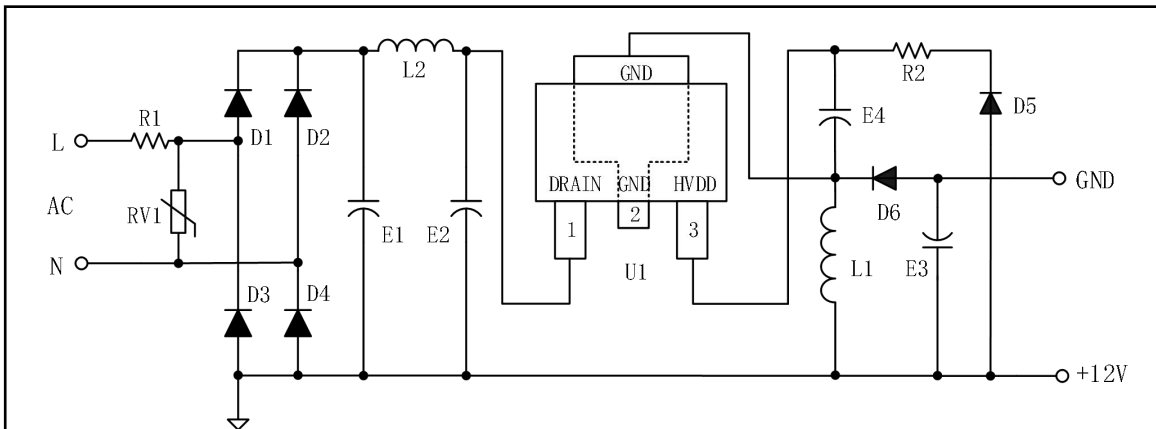 L2
GND
R2
D5
E4
R1
L
D1
D2
DRAIN
GND
HVDD
GND
AC
RV1
1
2
3
D6
E1
E2
U1
L1
E3
N
D3
D4
+12V